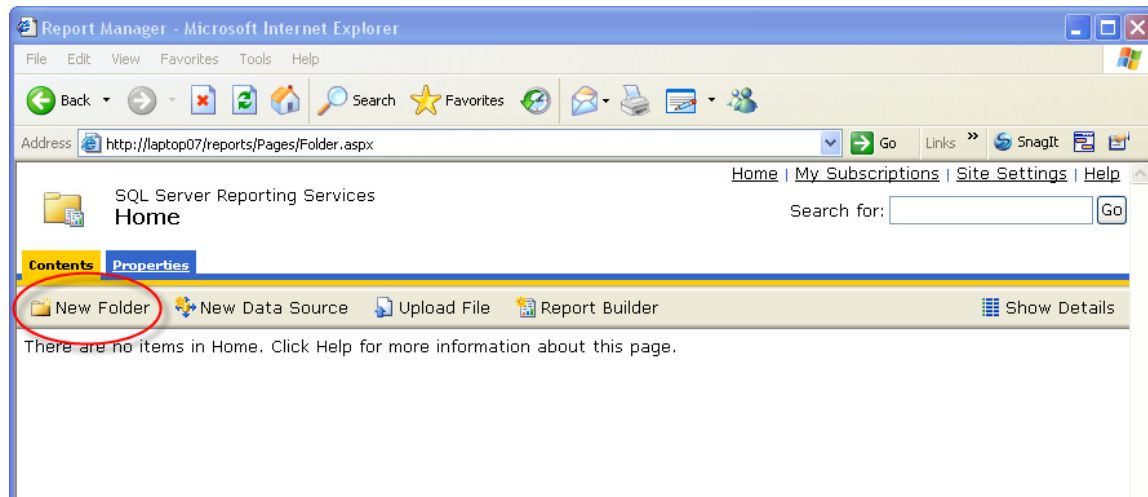 Report Manager - Microsoft Internet Explorer
File Edit View Favorites Tools Help
Back Search Favorites
Address http://laptop07/reports/Pages/Folder.aspx Go Links » SnagIt
Home | My Subscriptions | Site Settings | Help
SQL Server Reporting Services
Home
Search for: Go
Contents Properties
New Folder New Data Source Upload File Report Builder Show Details
There are no items in Home. Click Help for more information about this page.